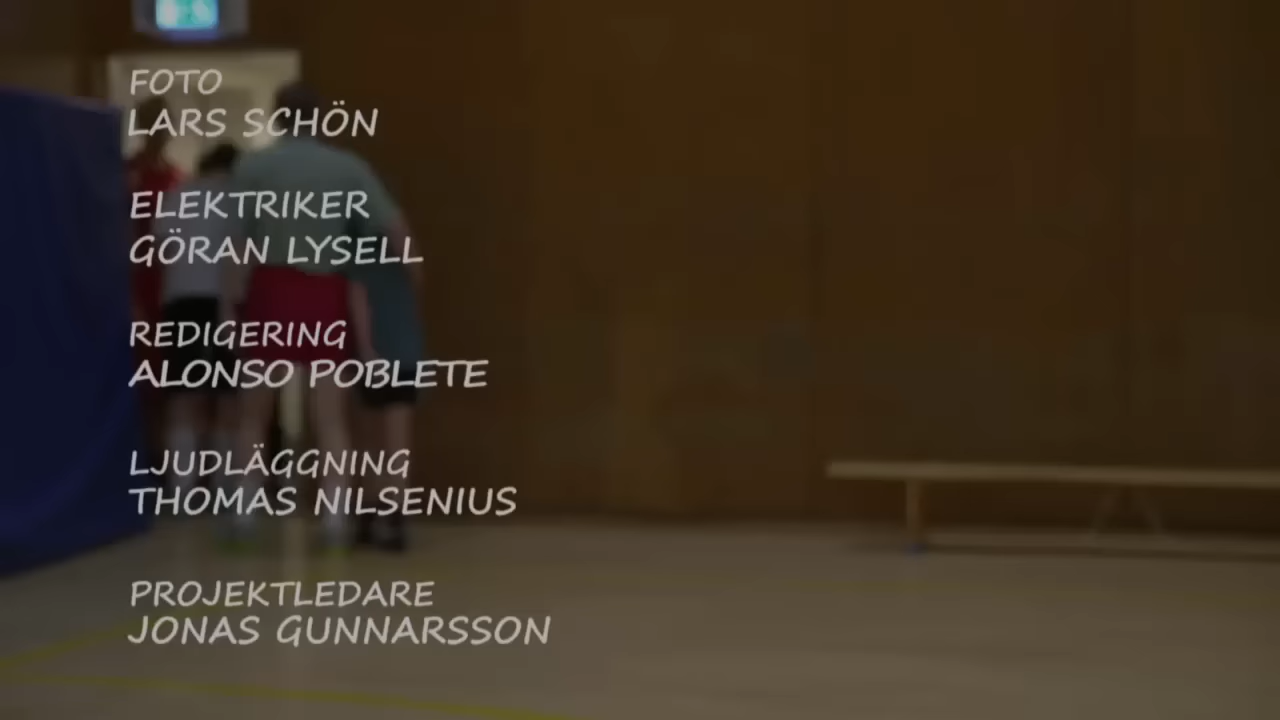 FOTO
LARS SCHÖN
ELEKTRIKER
GÖRAN LYSELL
REDIGERING
ALONSO POBLETE
LJUDLÄGGNING
THOMAS NILSENIUS
PROJEKTLEDARE
JONAS GUNNARSSON